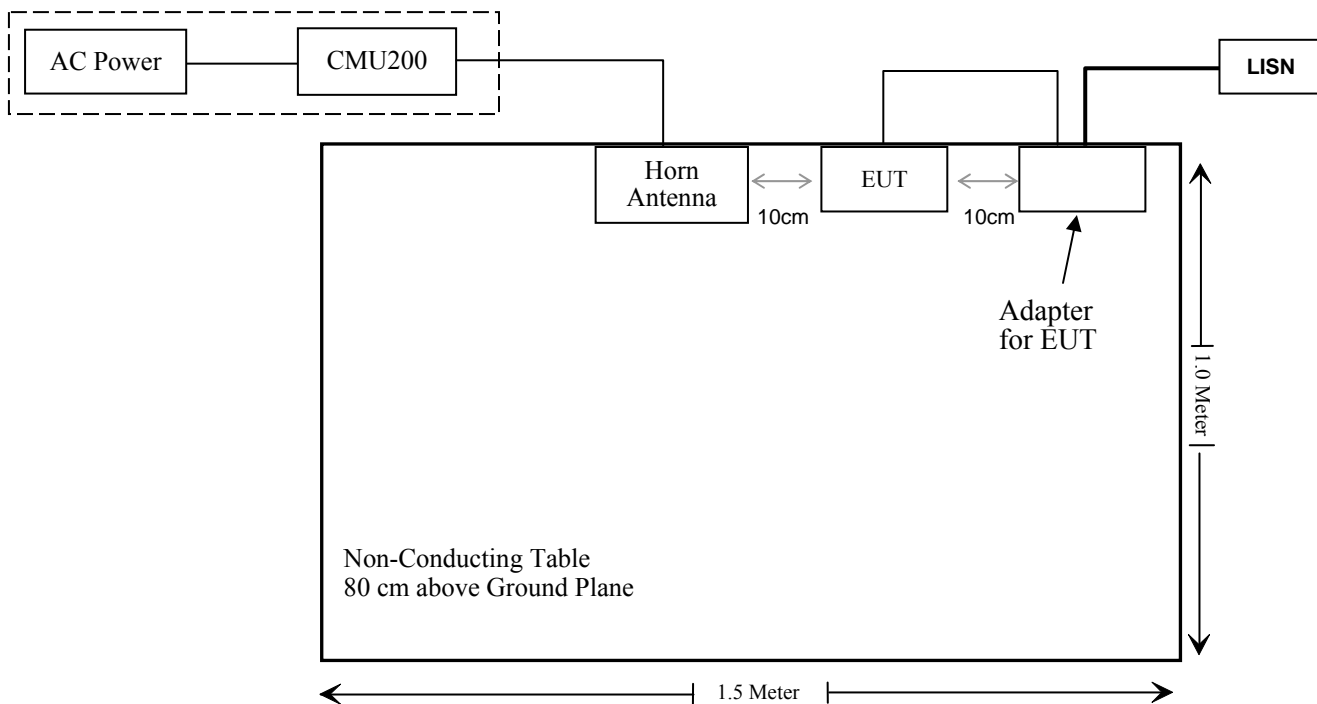 AC Power
CMU200
LISN
Horn
Antenna
EUT
10cm
10cm
Adapter
for EUT
1.0 Meter
Non-Conducting Table
80 cm above Ground Plane
1.5 Meter